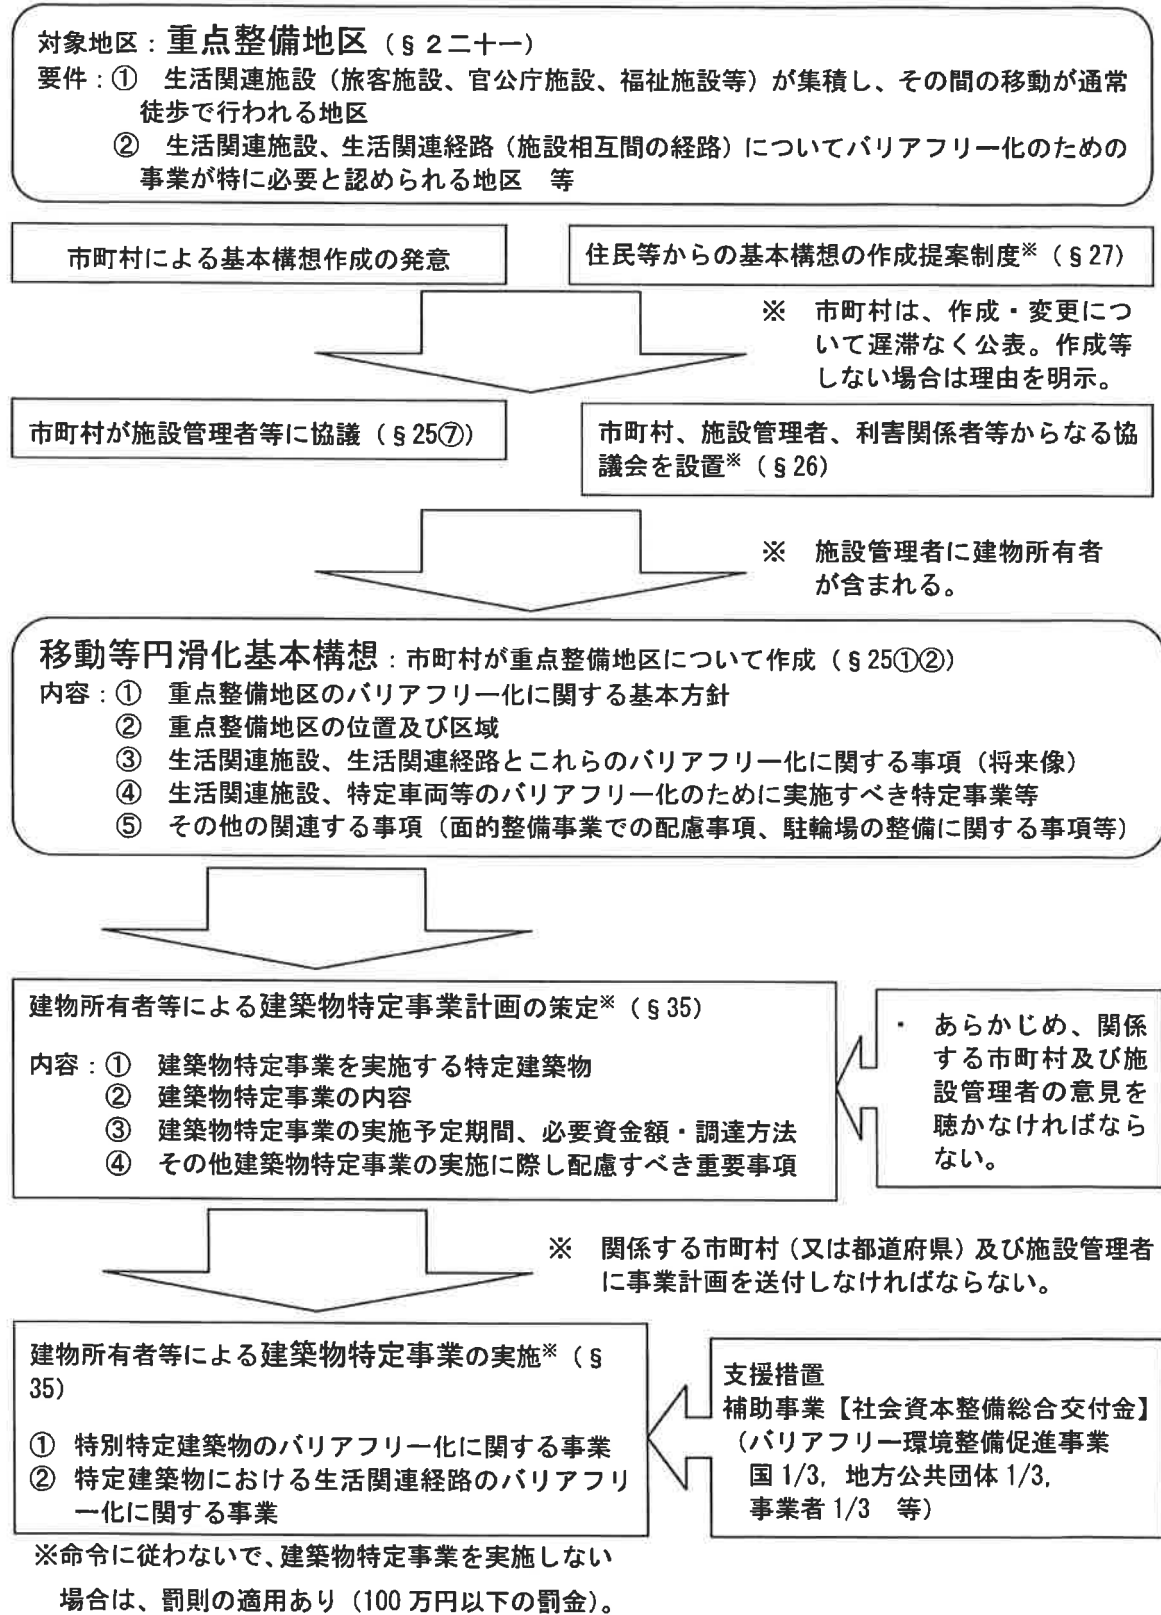 対象地区：重点整備地区（§２二十一）
要件：①　生活関連施設（旅客施設、官公庁施設、福祉施設等）が集積し、その間の移動が通常
徒歩で行われる地区
②　生活関連施設、生活関連経路（施設相互間の経路）についてバリアフリー化のための
事業が特に必要と認められる地区　等
市町村による基本構想作成の発意
住民等からの基本構想の作成提案制度※（§27）
※　市町村は、作成・変更につ
いて遅滞なく公表。作成等
しない場合は理由を明示。
市町村が施設管理者等に協議（§25⑦）
市町村、施設管理者、利害関係者等からなる協
議会を設置※（§26）
※　施設管理者に建物所有者
が含まれる。
移動等円滑化基本構想：市町村が重点整備地区について作成（§25①②）
内容：①　重点整備地区のバリアフリー化に関する基本方針
②　重点整備地区の位置及び区域
③　生活関連施設、生活関連経路とこれらのバリアフリー化に関する事項（将来像）
④　生活関連施設、特定車両等のバリアフリー化のために実施すべき特定事業等
⑤　その他の関連する事項（面的整備事業での配慮事項、駐輪場の整備に関する事項等）
建物所有者等による建築物特定事業計画の策定※（§35）
内容：①　建築物特定事業を実施する特定建築物
②　建築物特定事業の内容
③　建築物特定事業の実施予定期間、必要資金額・調達方法
④　その他建築物特定事業の実施に際し配慮すべき重要事項
・　あらかじめ、関係
する市町村及び施
設管理者の意見を
聴かなければなら
ない。
※　関係する市町村（又は都道府県）及び施設管理者
に事業計画を送付しなければならない。
建物所有者等による建築物特定事業の実施※（§
35）
①　特別特定建築物のバリアフリー化に関する事業
②　特定建築物における生活関連経路のバリアフリ
ー化に関する事業
支援措置
補助事業【社会資本整備総合交付金】
（バリアフリー環境整備促進事業
国 1/3，地方公共団体 1/3，
事業者 1/3　等）
※命令に従わないで、建築物特定事業を実施しない
場合は、罰則の適用あり（100 万円以下の罰金）。